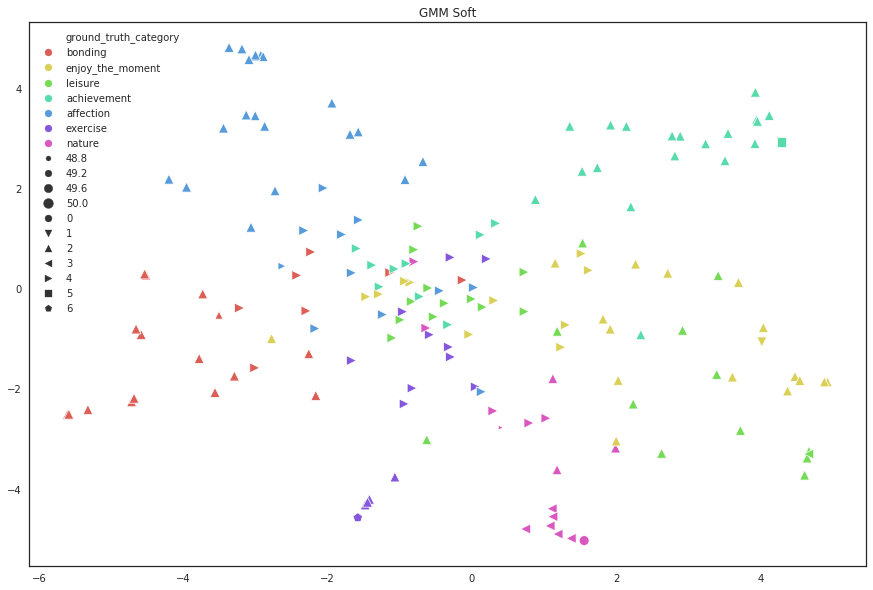 GMM Soft
ground_truth_category
bonding
enjoy_the_moment
leisure
achievement
affection
exercise
nature
48.8
49.2
49.6
50.0
0
1
2
3
4
5
6
4
2
0
−2
−4
−6 −4 −2 0 2 4